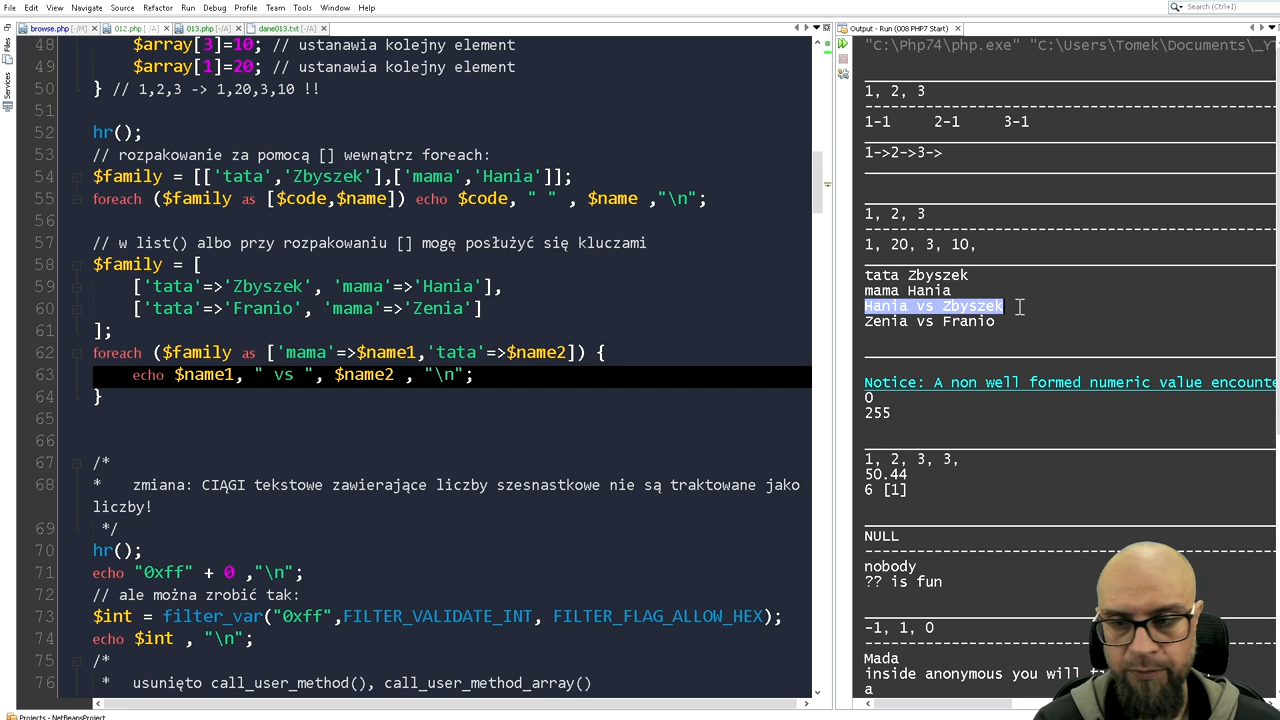 File Edit View Navigate Source Refactor Run Debug Profile Team Tools Window Help
Search (Ctrl+I)
browse.php [-/M] 012.php [-/A] 013.php [-/A] dane013.txt [-/A]
Output - Run (008 PHP7 Start)
Files
Services
48 $array[3]=10; // ustanawia kolejny element
49 $array[1]=20; // ustanawia kolejny element
50 } // 1,2,3 -> 1,20,3,10 !!
51
52 hr();
53 // rozpakowanie za pomocą [] wewnątrz foreach:
54 $family = [['tata','Zbyszek'],['mama','Hania']];
55 foreach ($family as [$code,$name]) echo $code, " " , $name ,"\n";
56
57 // w list() albo przy rozpakowaniu [] mogę posłużyć się kluczami
58 $family = [
59 ['tata'=>'Zbyszek', 'mama'=>'Hania'],
60 ['tata'=>'Franio', 'mama'=>'Zenia']
61 ];
62 foreach ($family as ['mama'=>$name1,'tata'=>$name2]) {
63 echo $name1, " vs ", $name2 , "\n";
64 }
65
66
67 /*
68 * zmiana: CIĄGI tekstowe zawierające liczby szesnastkowe nie są traktowane jako
liczby!
69 */
70 hr();
71 echo "0xff" + 0 ,"\n";
72 // ale można zrobić tak:
73 $int = filter_var("0xff",FILTER_VALIDATE_INT, FILTER_FLAG_ALLOW_HEX);
74 echo $int , "\n";
75 /*
76 * usunięto call_user_method(), call_user_method_array()
"C:\Php74\php.exe" "C:\Users\Tomek\Documents\_YT
1, 2, 3
1-1 2-1 3-1
1->2->3->
1, 2, 3
1, 20, 3, 10,
tata Zbyszek
mama Hania
Hania vs Zbyszek
Zenia vs Franio
Notice: A non well formed numeric value encounte
0
255
1, 2, 3, 3,
50.44
6 [1]
NULL
nobody
?? is fun
-1, 1, 0
Mada
inside anonymous you will
a
Projects - NetBeansProject